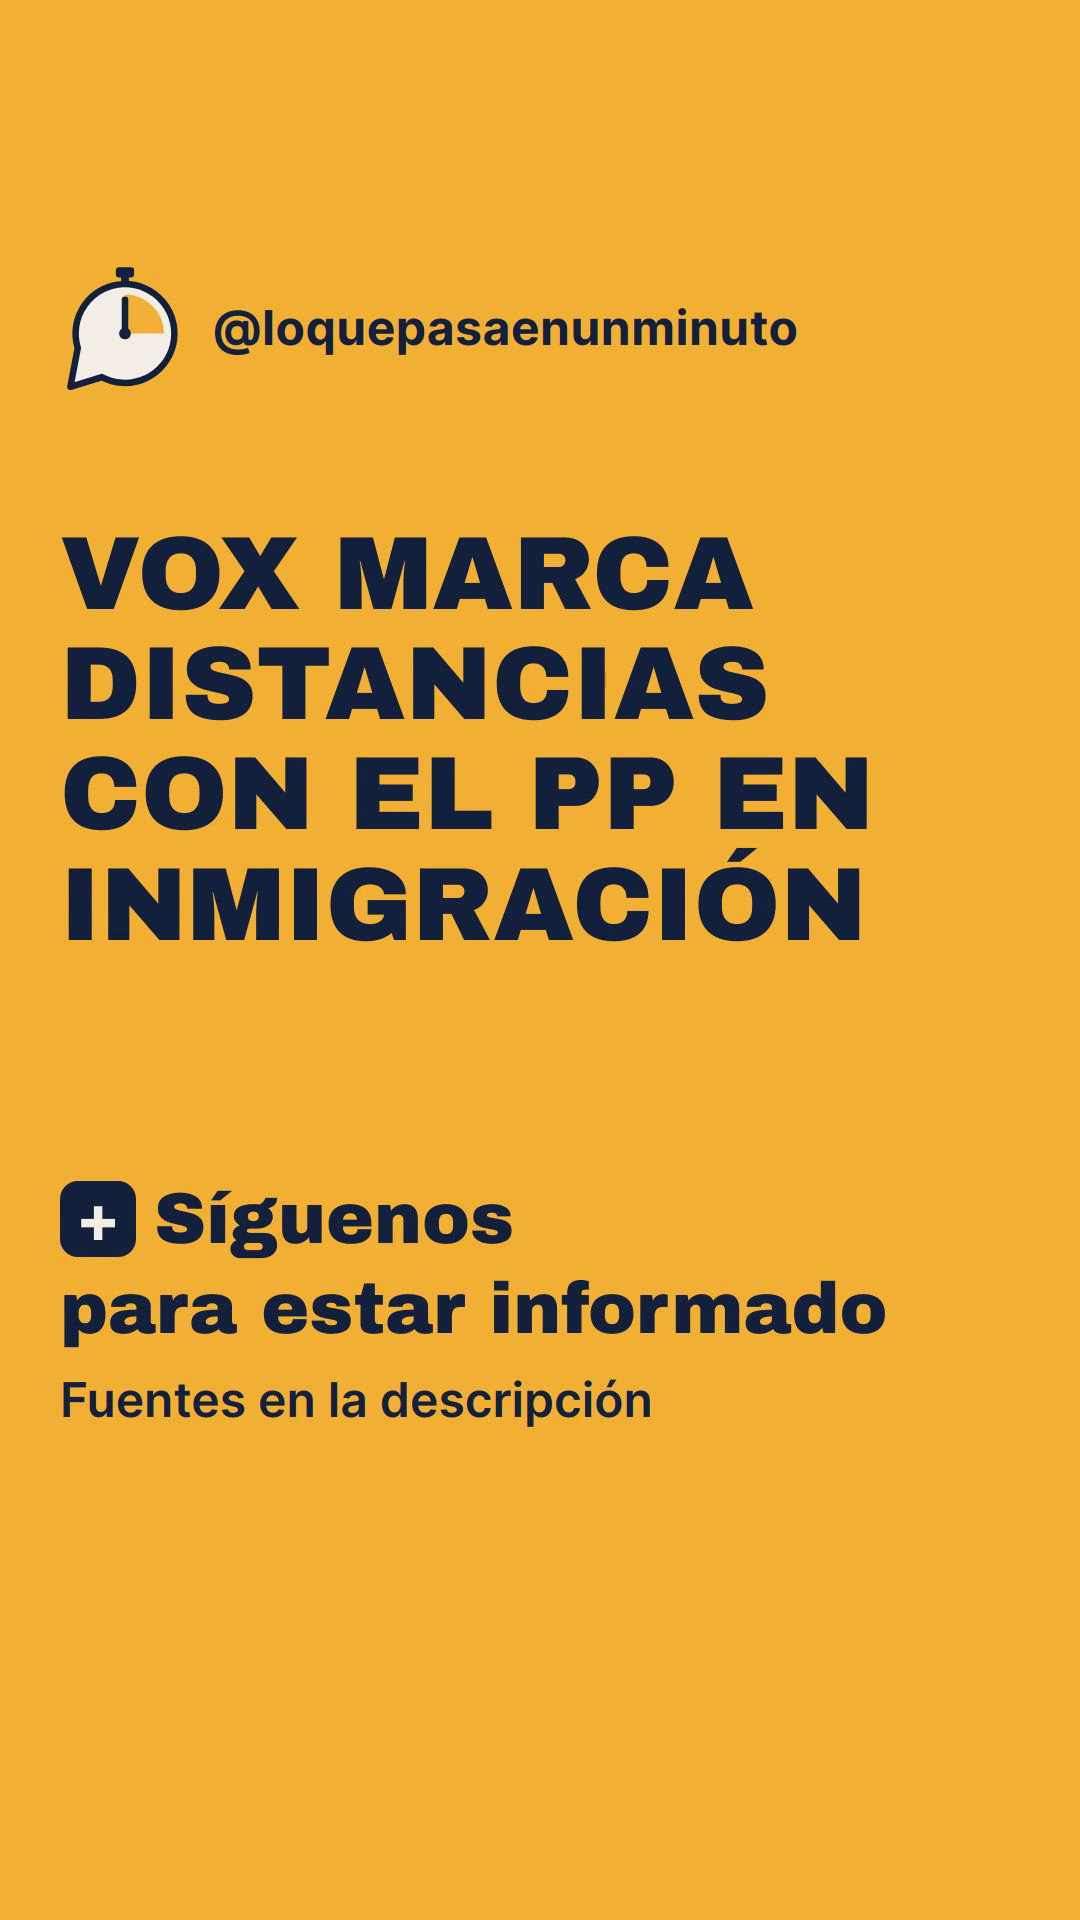 @loquepasaenunminuto
VOX MARCA
DISTANCIAS
CON EL PP EN
INMIGRACIÓN
+ Síguenos
para estar informado
Fuentes en la descripción